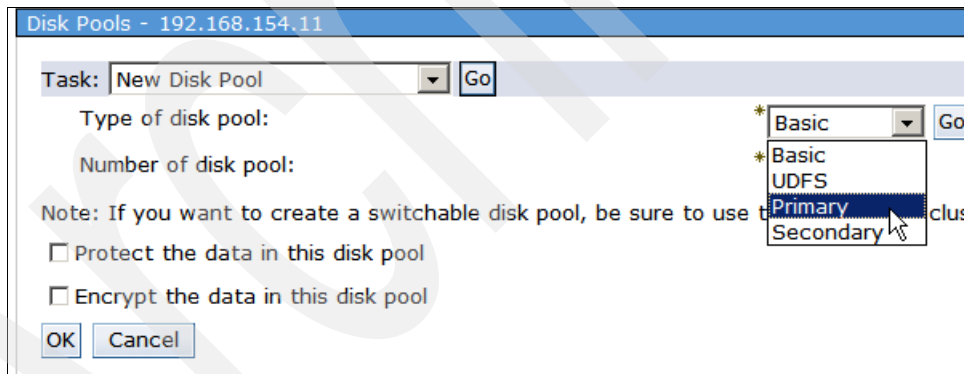 Disk Pools - 192.168.154.11
Task: New Disk Pool Go
Type of disk pool: * Basic Go
Number of disk pool: * Basic
UDFS
Primary
Secondary
Note: If you want to create a switchable disk pool, be sure to use
Protect the data in this disk pool
Encrypt the data in this disk pool
OK Cancel